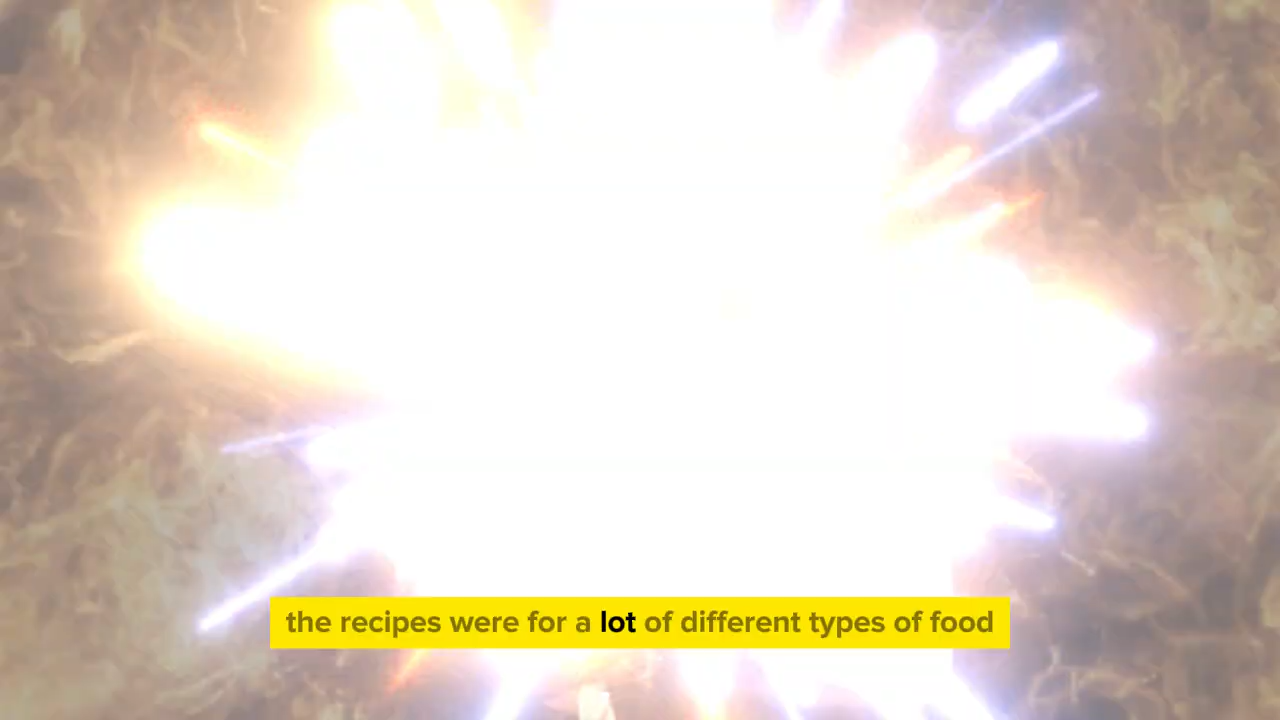 the recipes were for a lot of different types of food